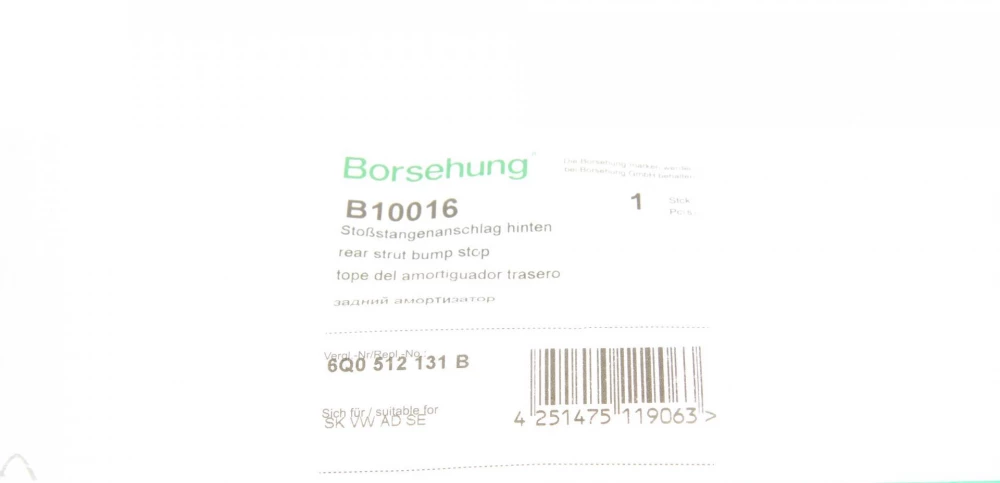 Borsehung
B10016
1
Stck
Stoßstangenanschlag hinten
rear strut bump stop
tope del amortiguador trasero
задний амортизатор
Vergl.-Nr/Repl.-No.:
6Q0 512 131 B
Sich für / suitable for
SK VW AD SE
4 251475 119063 >